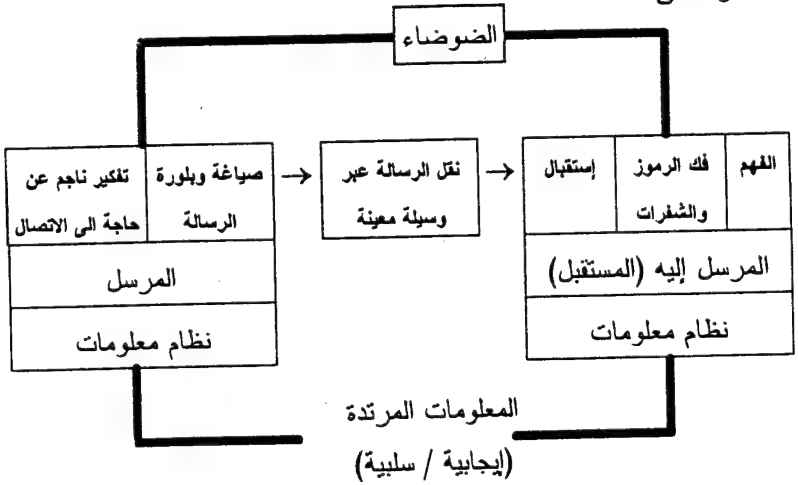 الضوضاء
تفكير ناجم عن
حاجة الى الاتصال
صياغة وبلورة
الرسالة
→
نقل الرسالة عبر
وسيلة معينة
→
إستقبال
فك الرموز
والشفرات
الفهم
المرسل
المرسل إليه (المستقبل)
نظام معلومات
نظام معلومات
المعلومات المرتدة
(إيجابية / سلبية)